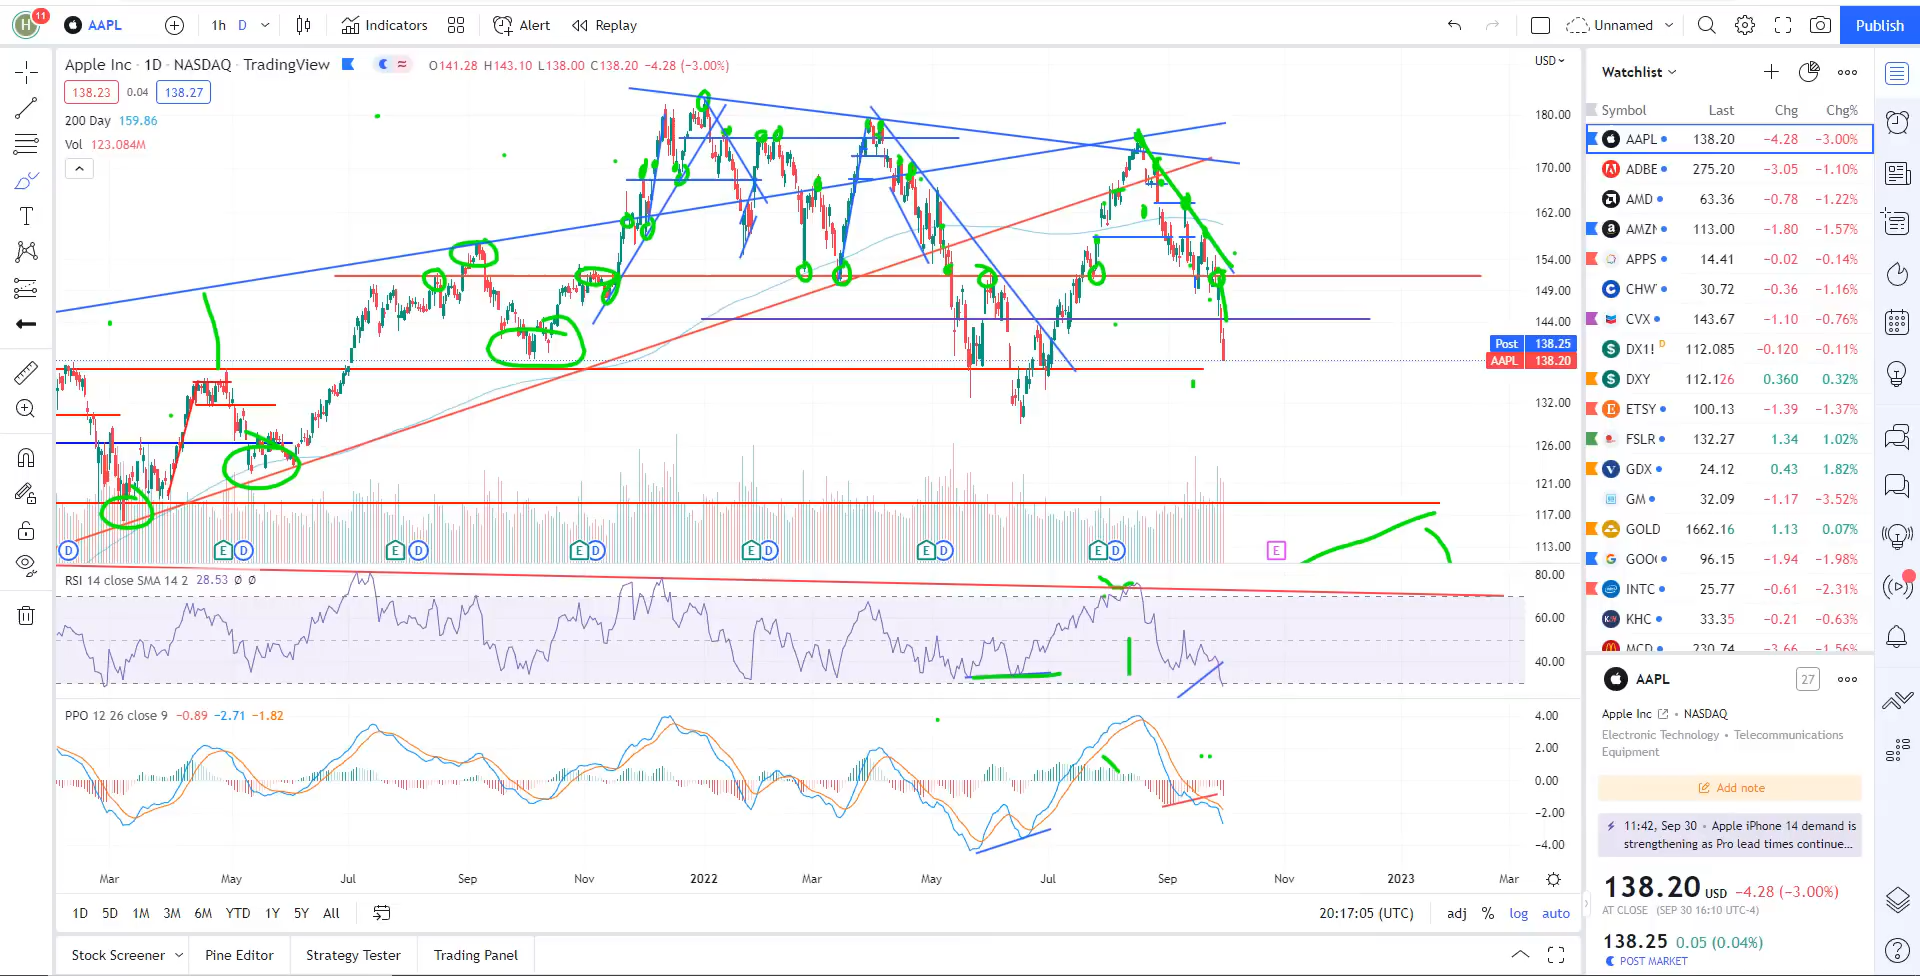 H 11 AAPL 1h D Indicators Alert Replay Unnamed Publish
Apple Inc · 1D · NASDAQ · TradingView O141.28 H143.10 L138.00 C138.20 −4.28 (−3.00%)
138.23 0.04 138.27
200 Day 159.86
Vol 123.084M
USD
180.00
170.00
162.00
154.00
149.00
144.00
Post 138.25
AAPL 138.20
132.00
126.00
121.00
117.00
113.00
D E D E D E D E D E D E D E
RSI 14 close SMA 14 2 28.53 Ø Ø
80.00
60.00
40.00
PPO 12 26 close 9 −0.89 −2.71 −1.82
4.00
2.00
0.00
−2.00
−4.00
Mar May Jul Sep Nov 2022 Mar May Jul Sep Nov 2023 Mar
1D 5D 1M 3M 6M YTD 1Y 5Y All 20:17:05 (UTC) adj % log auto
Stock Screener Pine Editor Strategy Tester Trading Panel
Watchlist
Symbol Last Chg Chg%
AAPL 138.20 −4.28 −3.00%
ADBE 275.20 −3.05 −1.10%
AMD 63.36 −0.78 −1.22%
AMZN 113.00 −1.80 −1.57%
APPS 14.41 −0.02 −0.14%
CHW 30.72 −0.36 −1.16%
CVX 143.67 −1.10 −0.76%
DX1! D 112.085 −0.120 −0.11%
DXY 112.126 0.360 0.32%
ETSY 100.13 −1.39 −1.37%
FSLR 132.27 1.34 1.02%
GDX 24.12 0.43 1.82%
GM 32.09 −1.17 −3.52%
GOLD 1662.16 1.13 0.07%
GOO 96.15 −1.94 −1.98%
INTC 25.77 −0.61 −2.31%
KHC 33.35 −0.21 −0.63%
MCD 230.74 −3.66 −1.56%
AAPL 27
Apple Inc • NASDAQ
Electronic Technology • Telecommunications
Equipment
Add note
11:42, Sep 30 • Apple iPhone 14 demand is
strengthening as Pro lead times continue...
138.20 USD −4.28 (−3.00%)
AT CLOSE (SEP 30 16:10 UTC-4)
138.25 0.05 (0.04%)
POST MARKET